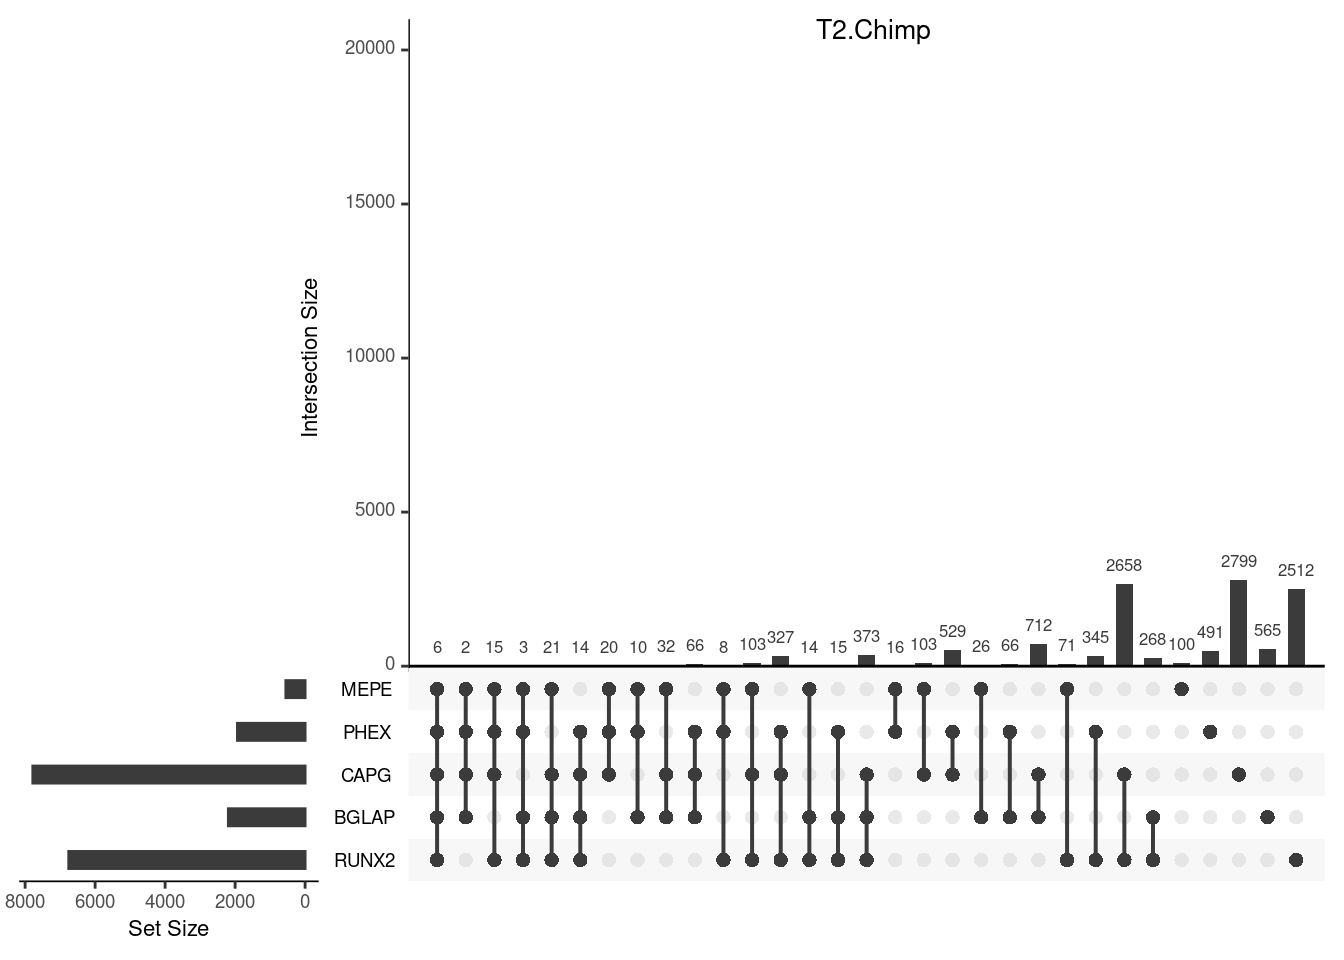 T2.Chimp
20000
15000
10000
5000
0
Intersection Size
6 2 15 3 21 14 20 10 32 66 8 103 327 14 15 373 16 103 529 26 66 712 71 345 2658 268 100 491 2799 565 2512
MEPE
PHEX
CAPG
BGLAP
RUNX2
8000 6000 4000 2000 0
Set Size